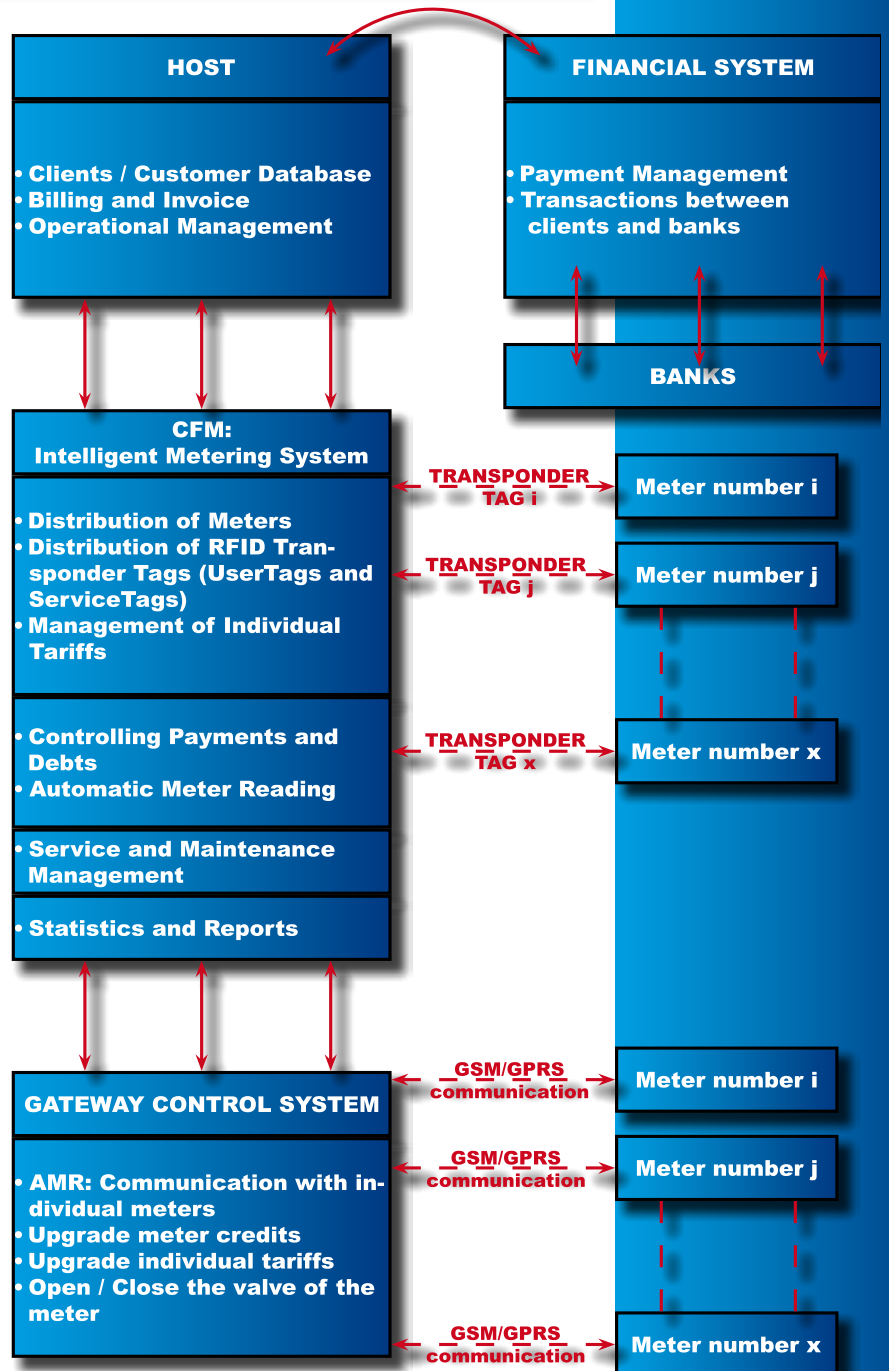 HOST
• Clients / Customer Database
• Billing and Invoice
• Operational Management
FINANCIAL SYSTEM
• Payment Management
• Transactions between
clients and banks
BANKS
CFM:
Intelligent Metering System
• Distribution of Meters
• Distribution of RFID Tran-
sponder Tags (UserTags and
ServiceTags)
• Management of Individual
Tariffs
• Controlling Payments and
Debts
• Automatic Meter Reading
• Service and Maintenance
Management
• Statistics and Reports
TRANSPONDER
TAG i
Meter number i
TRANSPONDER
TAG j
Meter number j
TRANSPONDER
TAG x
Meter number x
GATEWAY CONTROL SYSTEM
• AMR: Communication with in-
dividual meters
• Upgrade meter credits
• Upgrade individual tariffs
• Open / Close the valve of the
meter
GSM/GPRS
communication
Meter number i
GSM/GPRS
communication
Meter number j
GSM/GPRS
communication
Meter number x